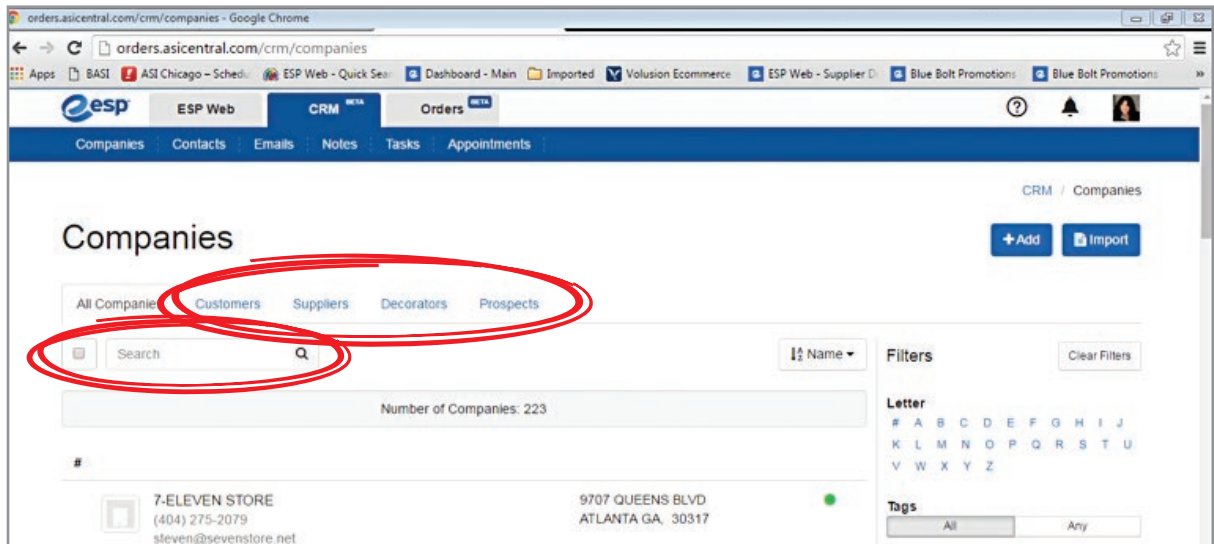 orders.asicentral.com/crm/companies - Google Chrome
orders.asicentral.com/crm/companies
Apps BASI ASI Chicago – Schedu ESP Web - Quick Sear Dashboard - Main Imported Volusion Ecommerce ESP Web - Supplier D Blue Bolt Promotions Blue Bolt Promotions »
esp ESP Web CRM BETA Orders BETA
Companies Contacts Emails Notes Tasks Appointments
CRM / Companies
Companies
+Add Import
All Companie Customers Suppliers Decorators Prospects
Search Name Filters Clear Filters
Number of Companies: 223
Letter
# A B C D E F G H I J
K L M N O P Q R S T U
V W X Y Z
#
7-ELEVEN STORE 9707 QUEENS BLVD
(404) 275-2079 ATLANTA GA, 30317
steven@sevenstore.net
Tags
All Any